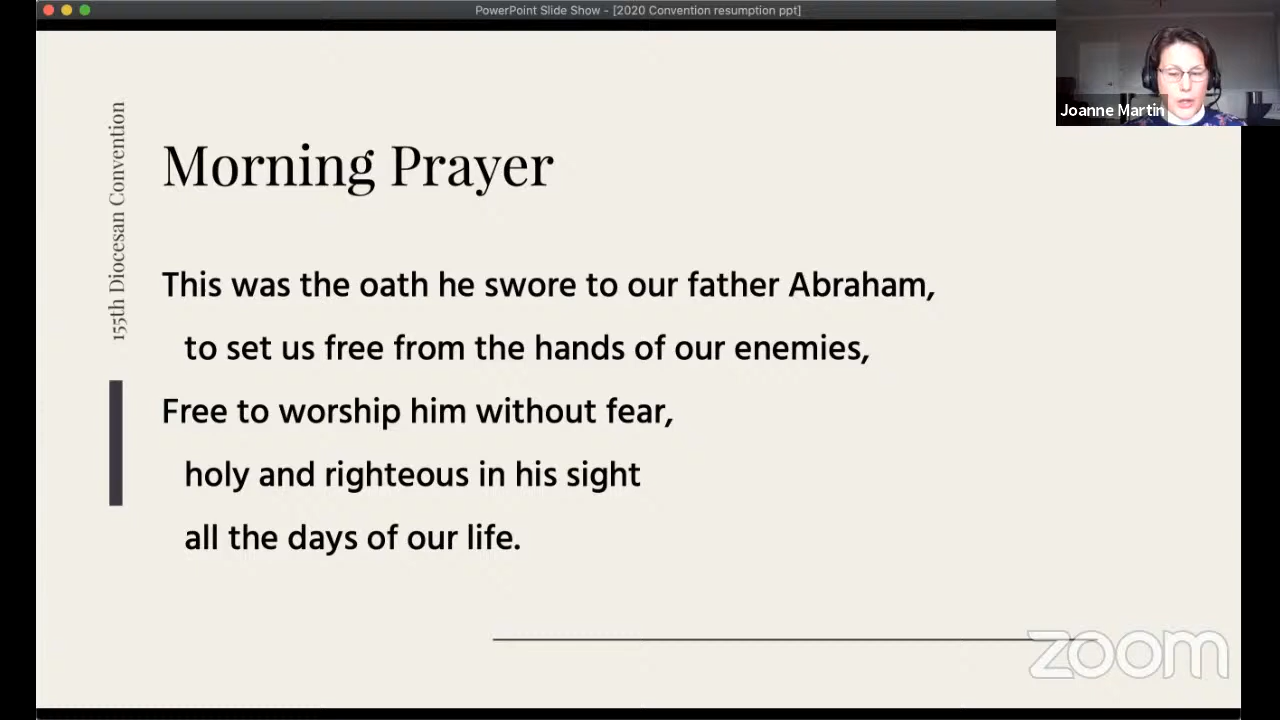 PowerPoint Slide Show - [2020 Convention resumption ppt]
Joanne Martin
155th Diocesan Convention
Morning Prayer
This was the oath he swore to our father Abraham,
to set us free from the hands of our enemies,
Free to worship him without fear,
holy and righteous in his sight
all the days of our life.
zoom